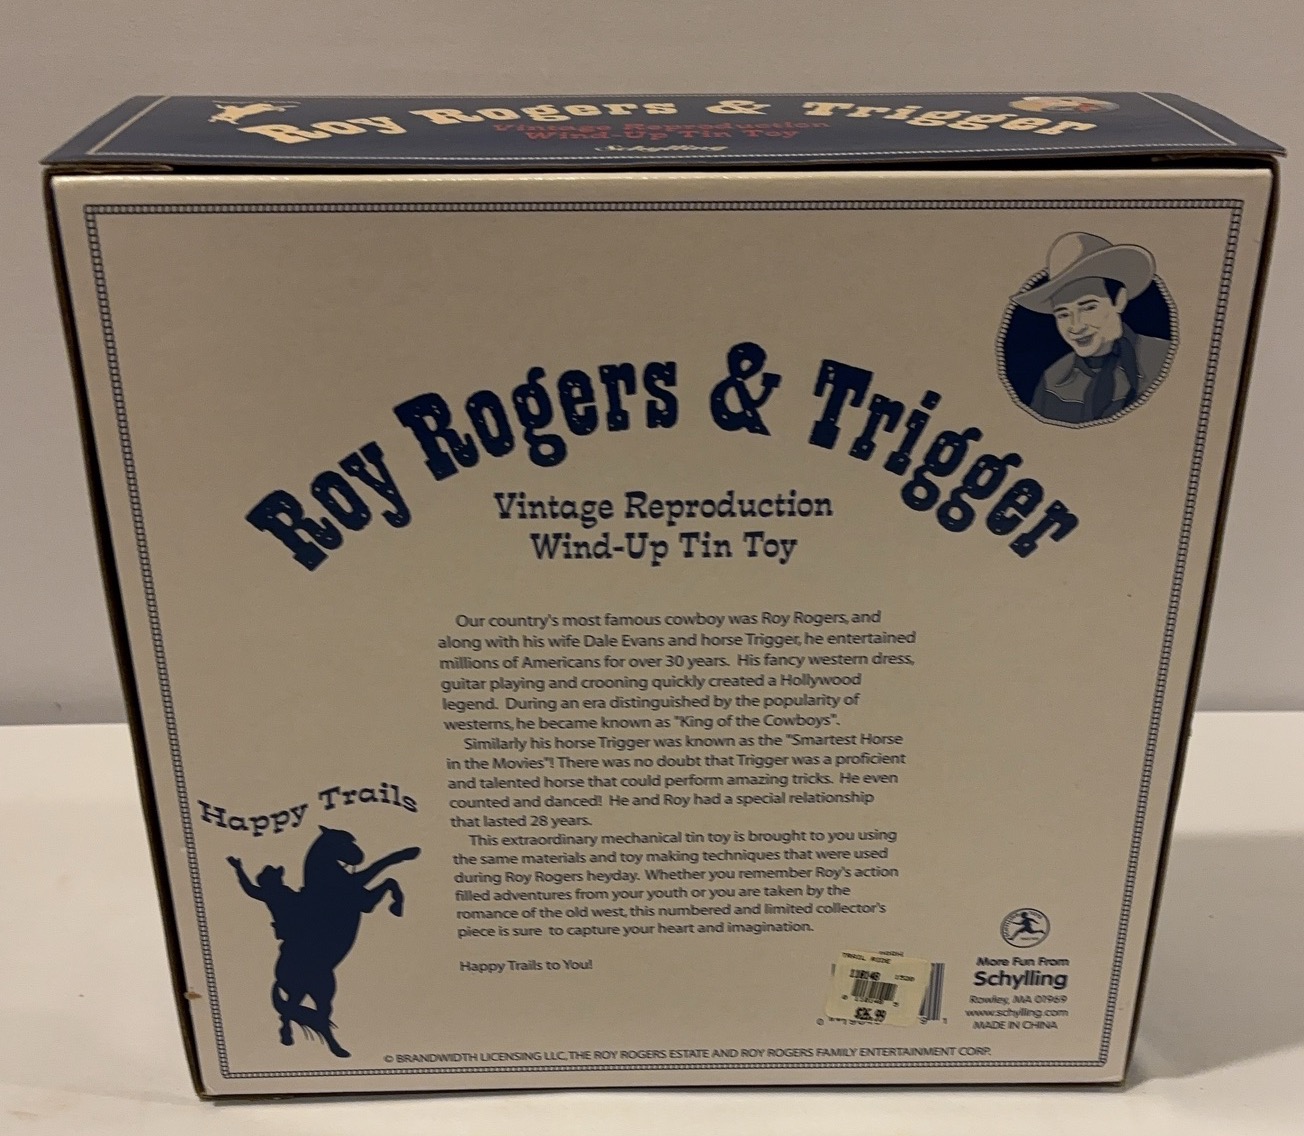 Roy Rogers & Trigger
Vintage Reproduction
Wind-Up Tin Toy
Schylling
Roy Rogers & Trigger
Vintage Reproduction
Wind-Up Tin Toy
Our country's most famous cowboy was Roy Rogers, and
along with his wife Dale Evans and horse Trigger, he entertained
millions of Americans for over 30 years. His fancy western dress,
guitar playing and crooning quickly created a Hollywood
legend. During an era distinguished by the popularity of
westerns, he became known as "King of the Cowboys".
Similarly his horse Trigger was known as the "Smartest Horse
in the Movies"! There was no doubt that Trigger was a proficient
and talented horse that could perform amazing tricks. He even
counted and danced! He and Roy had a special relationship
that lasted 28 years.
This extraordinary mechanical tin toy is brought to you using
the same materials and toy making techniques that were used
during Roy Rogers heyday. Whether you remember Roy's action
filled adventures from your youth or you are taken by the
romance of the old west, this numbered and limited collector's
piece is sure to capture your heart and imagination.
Happy Trails to You!
Happy Trails
TRAIL RIDE
$26.99
More Fun From
Schylling
Rowley, MA 01969
www.schylling.com
MADE IN CHINA
© BRANDWIDTH LICENSING LLC, THE ROY ROGERS ESTATE AND ROY ROGERS FAMILY ENTERTAINMENT CORP.